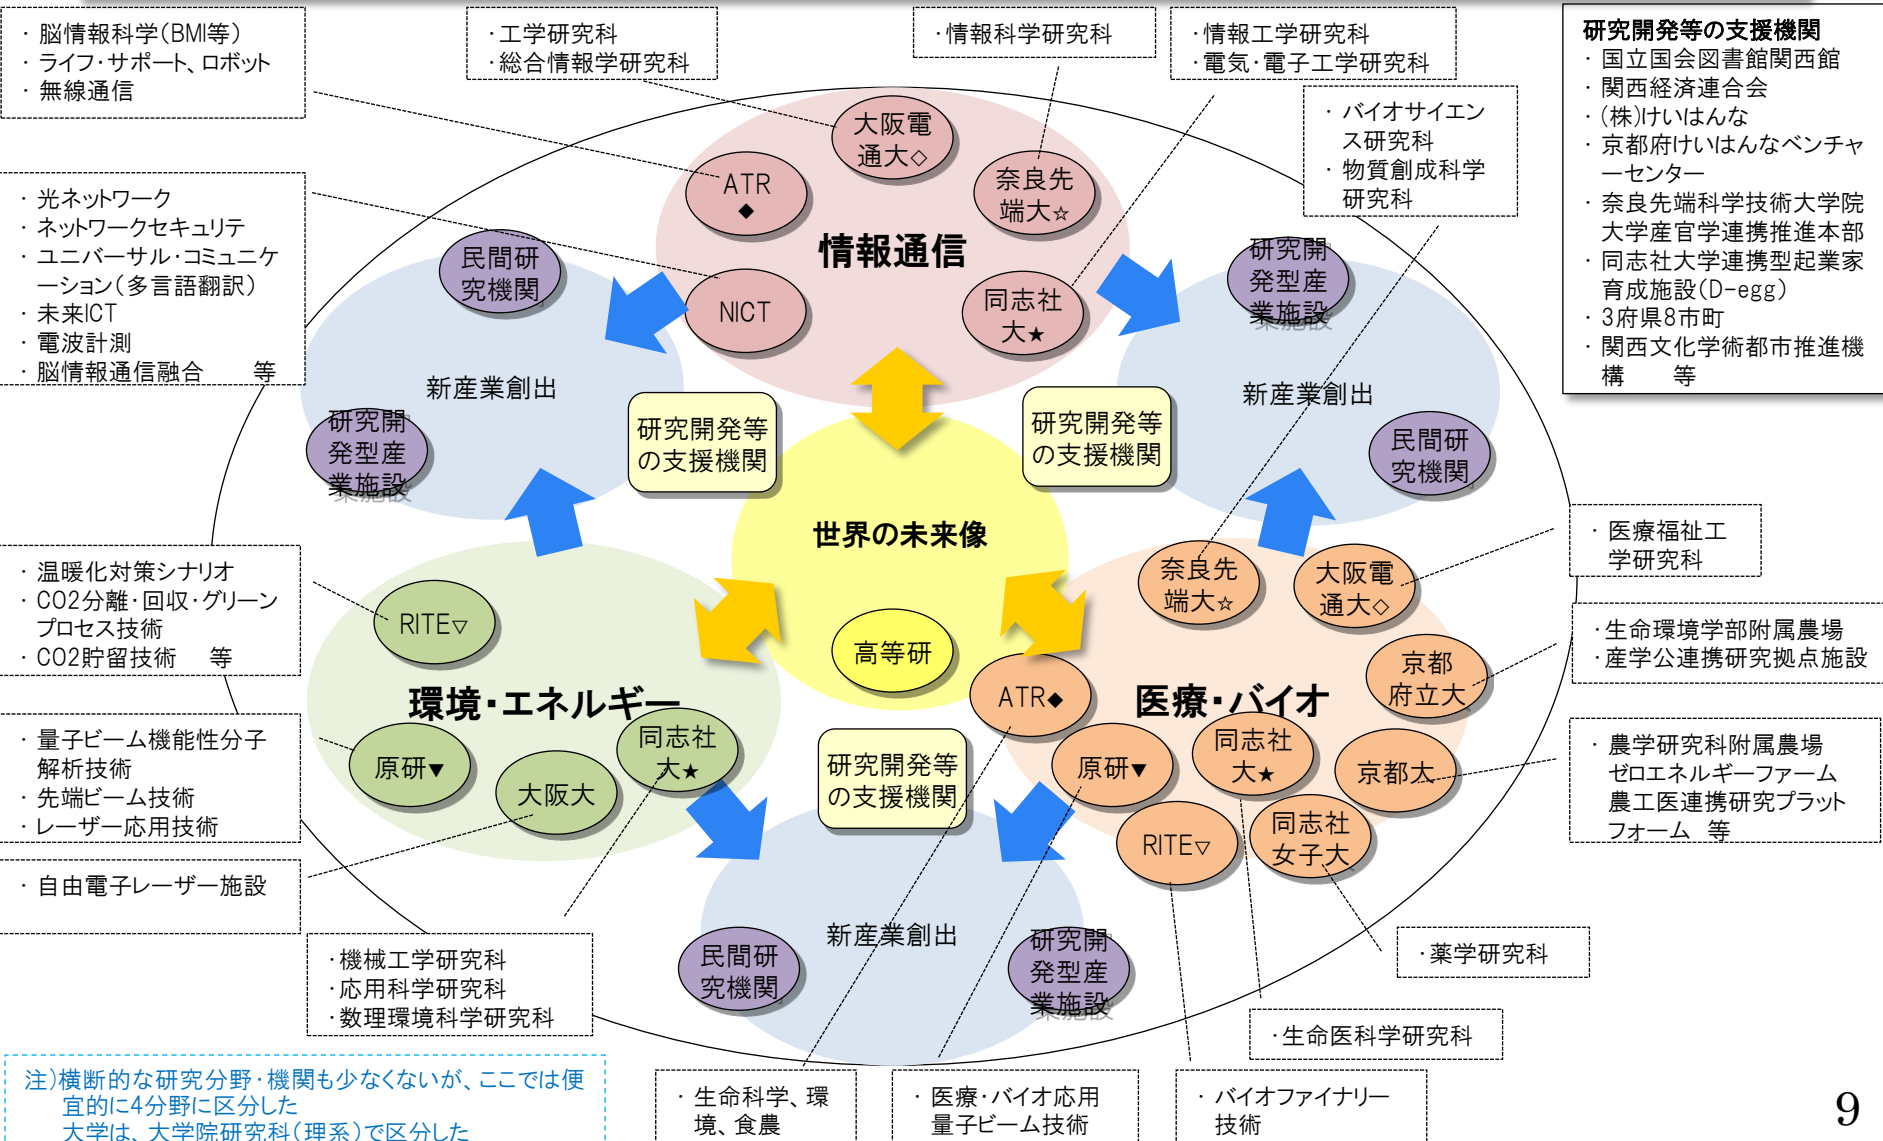 ・脳情報科学(BMI等)
・ライフ・サポート、ロボット
・無線通信
・工学研究科
・総合情報学研究科
・情報科学研究科
・情報工学研究科
・電気・電子工学研究科
・バイオサイエン
ス研究科
・物質創成科学
研究科
研究開発等の支援機関
・国立国会図書館関西館
・関西経済連合会
・(株)けいはんな
・京都府けいはんなベンチャ
ーセンター
・奈良先端科学技術大学院
大学産官学連携推進本部
・同志社大学連携型起業家
育成施設(D-egg)
・3府県8市町
・関西文化学術都市推進機
構　等
・光ネットワーク
・ネットワークセキュリテ
・ユニバーサル・コミュニケ
ーション(多言語翻訳)
・未来ICT
・電波計測
・脳情報通信融合　等
大阪電
通大◇
ATR
◆
奈良先
端大☆
情報通信
NICT
同志社
大★
民間研
究機関
新産業創出
研究開
発型産
業施設
研究開発等
の支援機関
研究開
発型産
業施設
新産業創出
民間研
究機関
研究開発等
の支援機関
世界の未来像
高等研
・温暖化対策シナリオ
・CO2分離・回収・グリーン
プロセス技術
・CO2貯留技術　等
・量子ビーム機能性分子
解析技術
・先端ビーム技術
・レーザー応用技術
・自由電子レーザー施設
RITE▽
環境・エネルギー
原研▼
大阪大
同志社
大★
・機械工学研究科
・応用科学研究科
・数理環境科学研究科
奈良先
端大☆
大阪電
通大◇
京都
府立大
ATR◆
医療・バイオ
原研▼
同志社
大★
京都大
RITE▽
同志社
女子大
・医療福祉工
学研究科
・生命環境学部附属農場
・産学公連携研究拠点施設
・農学研究科附属農場
ゼロエネルギーファーム
農工医連携研究プラット
フォーム　等
研究開発等
の支援機関
新産業創出
民間研
究機関
研究開
発型産
業施設
・薬学研究科
・生命医科学研究科
・生命科学、環
境、食農
・医療・バイオ応用
量子ビーム技術
・バイオファイナリー
技術
注)横断的な研究分野・機関も少なくないが、ここでは便
宜的に4分野に区分した
大学は、大学院研究科(理系)で区分した
9